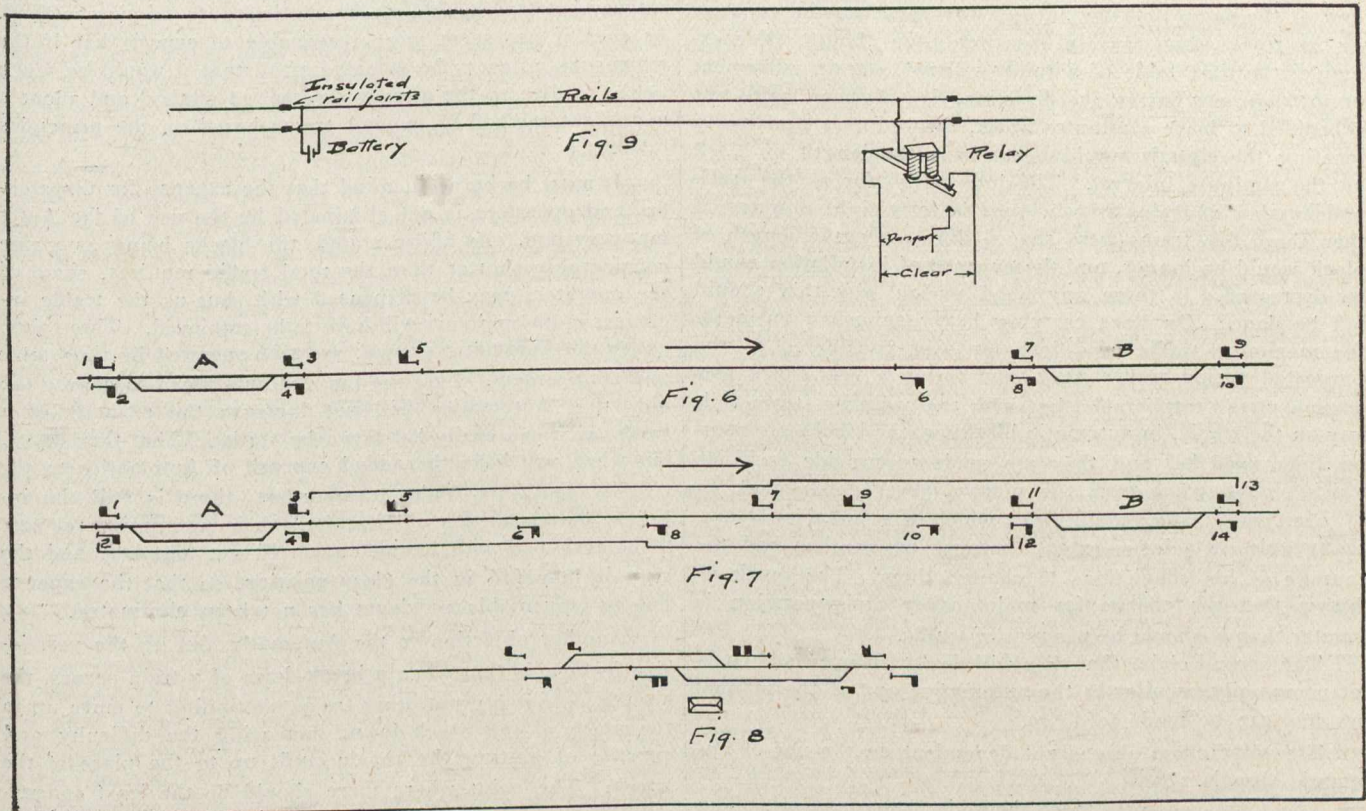 Insulated
rail joints
Rails
Battery
Fig. 9
Relay
Danger
Clear
1 A 3 5 7 B 9
2 4 6 8 10
Fig. 6
1 A 3 5 7 9 11 B 13
2 4 6 8 10 12 14
Fig. 7
Fig. 8